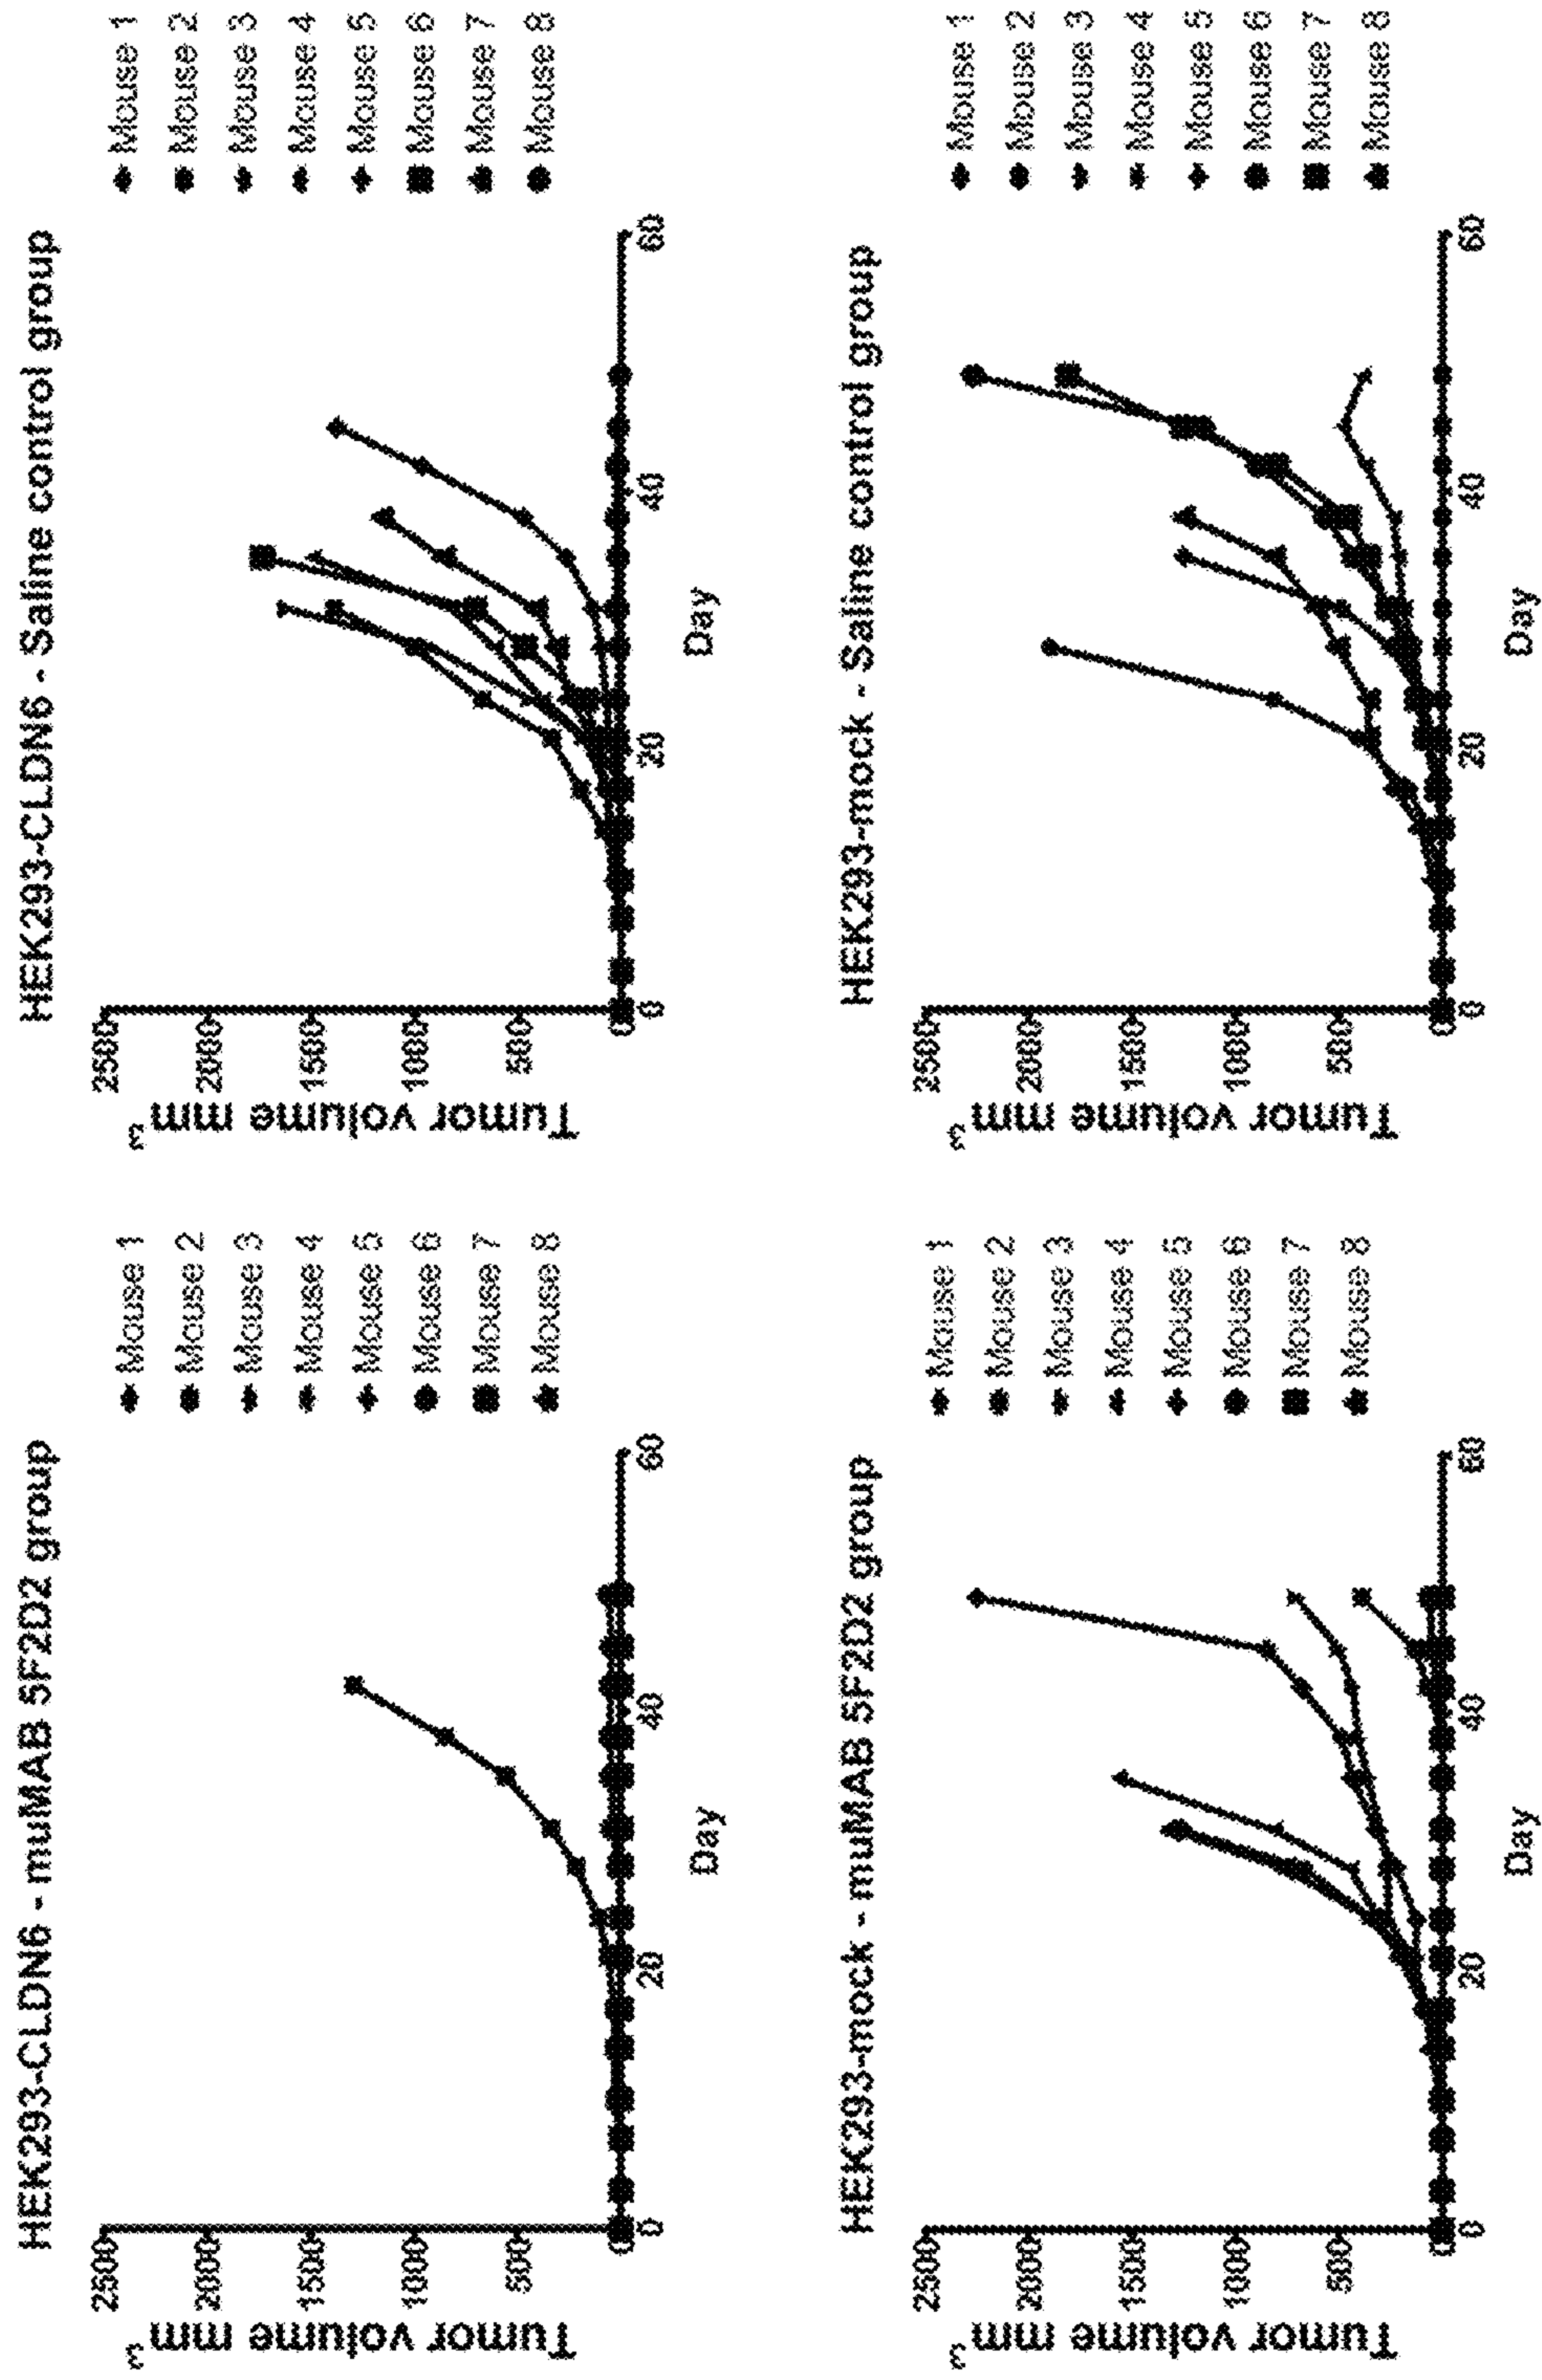 HEK293-CLDN6 - muMAB 5F2D2 group
Tumor volume mm3
2500
2000
1500
1000
500
0
0
20
40
60
Day
Mouse 1
Mouse 2
Mouse 3
Mouse 4
Mouse 5
Mouse 6
Mouse 7
Mouse 8
HEK293-CLDN6 - Saline control group
Tumor volume mm3
2500
2000
1500
1000
500
0
0
20
40
60
Day
Mouse 1
Mouse 2
Mouse 3
Mouse 4
Mouse 5
Mouse 6
Mouse 7
Mouse 8
HEK293-mock - muMAB 5F2D2 group
Tumor volume mm3
2500
2000
1500
1000
500
0
0
20
40
60
Day
Mouse 1
Mouse 2
Mouse 3
Mouse 4
Mouse 5
Mouse 6
Mouse 7
Mouse 8
HEK293-mock - Saline control group
Tumor volume mm3
2500
2000
1500
1000
500
0
0
20
40
60
Day
Mouse 1
Mouse 2
Mouse 3
Mouse 4
Mouse 5
Mouse 6
Mouse 7
Mouse 8